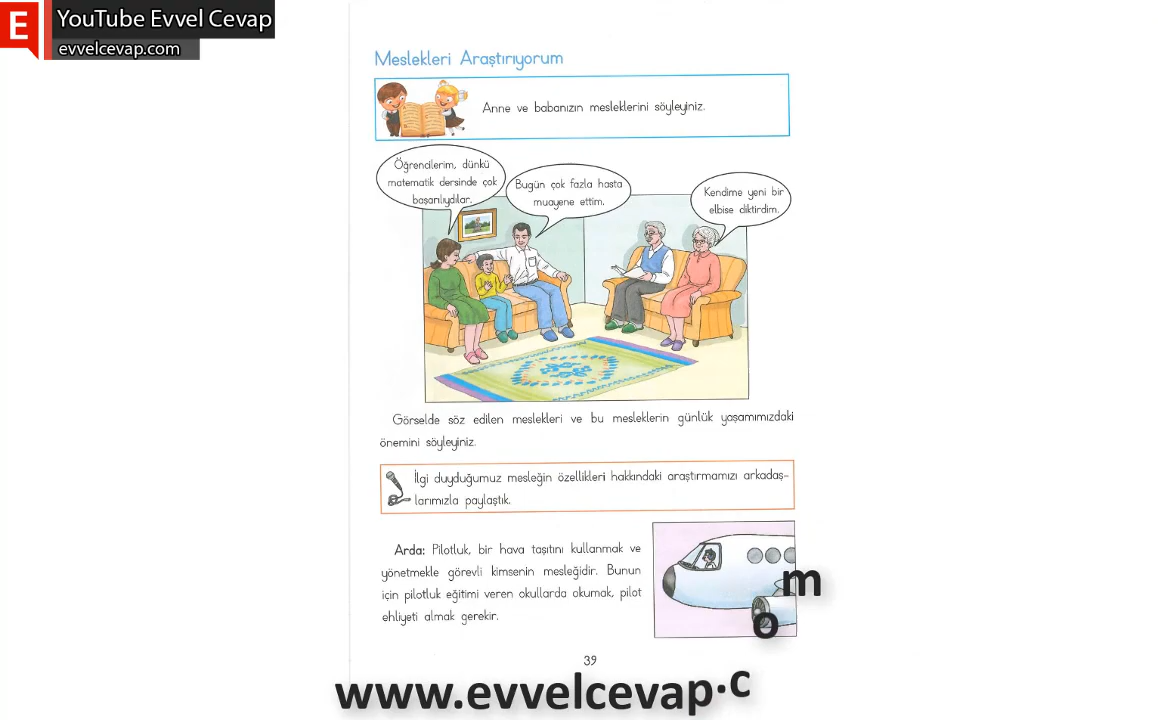 E
YouTube Evvel Cevap
evvelcevap.com
Meslekleri Araştırıyorum
Anne ve babanızın mesleklerini söyleyiniz.
Öğrencilerim, dünkü
matematik dersinde çok
başarılıydılar.
Bugün çok fazla hasta
muayene ettim.
Kendime yeni bir
elbise diktirdim.
Görselde söz edilen meslekleri ve bu mesleklerin günlük yaşamımızdaki
önemini söyleyiniz.
İlgi duyduğumuz mesleğin özellikleri hakkındaki araştırmamızı arkadaş-
larımızla paylaştık.
Arda: Pilotluk, bir hava taşıtını kullanmak ve
yönetmekle görevli kimsenin mesleğidir. Bunun
için pilotluk eğitimi veren okullarda okumak, pilot
ehliyeti almak gerekir.
39
www.evvelcevap.com